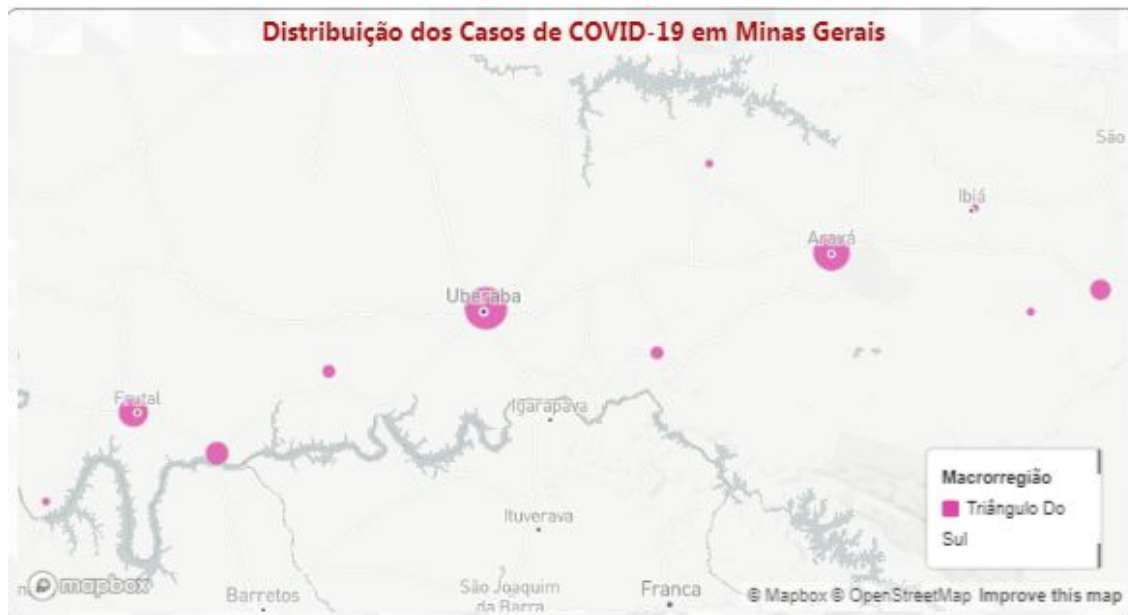 Distribuição dos Casos de COVID-19 em Minas Gerais
São
Ibiá
Araxá
Uberaba
Frutal
Igarapava
Macrorregião
Triângulo Do
Sul
Ituverava
mapbox
Barretos
São Joaquim
da Barra
Franca
© Mapbox © OpenStreetMap Improve this map